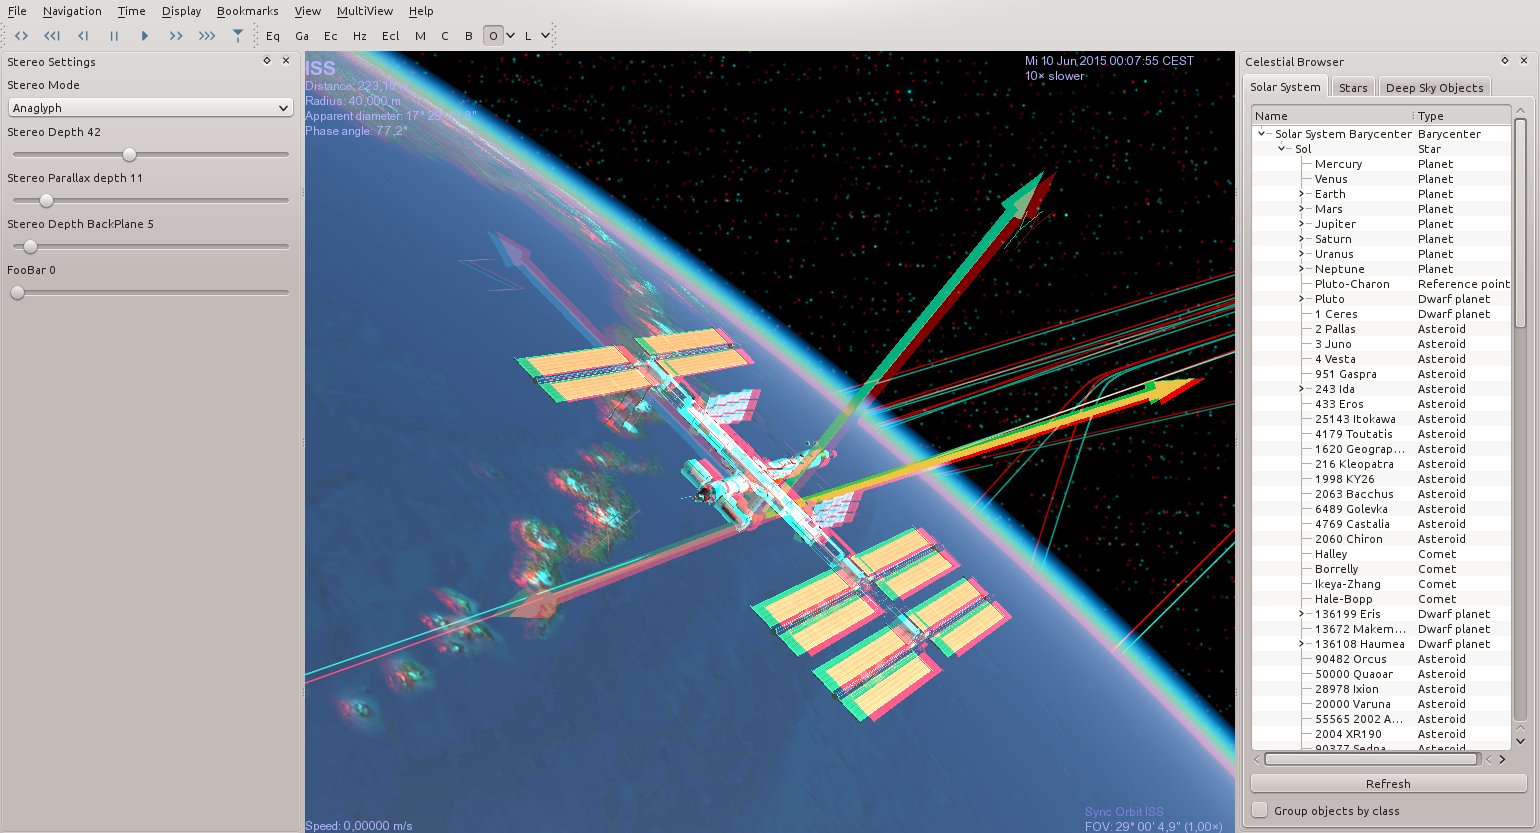 File Navigation Time Display Bookmarks View MultiView Help
Eq Ga Ec Hz Ecl M C B O L
Stereo Settings
Stereo Mode
Anaglyph
Stereo Depth 42
Stereo Parallax depth 11
Stereo Depth BackPlane 5
FooBar 0
ISS
Distance: 223,15
Radius: 40,000 m
Apparent diameter: 17° 29'
Phase angle: 77,2°
Mi 10 Jun 2015 00:07:55 CEST
10× slower
Speed: 0,00000 m/s
Sync Orbit ISS
FOV: 29° 00' 4,9" (1,00×)
Celestial Browser
Solar System Stars Deep Sky Objects
Name Type
Solar System Barycenter Barycenter
Sol Star
Mercury Planet
Venus Planet
Earth Planet
Mars Planet
Jupiter Planet
Saturn Planet
Uranus Planet
Neptune Planet
Pluto-Charon Reference point
Pluto Dwarf planet
1 Ceres Dwarf planet
2 Pallas Asteroid
3 Juno Asteroid
4 Vesta Asteroid
951 Gaspra Asteroid
243 Ida Asteroid
433 Eros Asteroid
25143 Itokawa Asteroid
4179 Toutatis Asteroid
1620 Geograp... Asteroid
216 Kleopatra Asteroid
1998 KY26 Asteroid
2063 Bacchus Asteroid
6489 Golevka Asteroid
4769 Castalia Asteroid
2060 Chiron Asteroid
Halley Comet
Borrelly Comet
Ikeya-Zhang Comet
Hale-Bopp Comet
136199 Eris Dwarf planet
13672 Makem... Dwarf planet
136108 Haumea Dwarf planet
90482 Orcus Asteroid
50000 Quaoar Asteroid
28978 Ixion Asteroid
20000 Varuna Asteroid
55565 2002 A... Asteroid
2004 XR190 Asteroid
90377 Sedna Asteroid
Refresh
Group objects by class